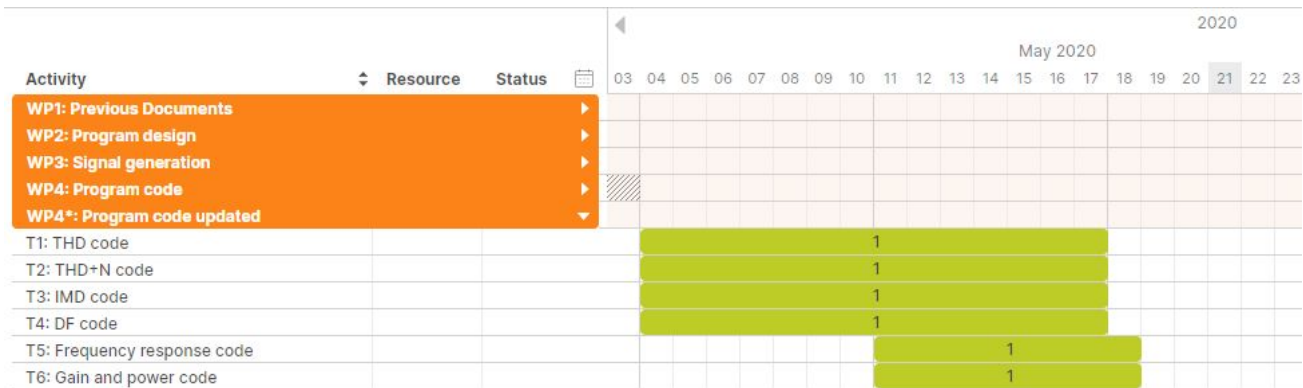 2020
May 2020
Activity Resource Status 03 04 05 06 07 08 09 10 11 12 13 14 15 16 17 18 19 20 21 22 23
WP1: Previous Documents
WP2: Program design
WP3: Signal generation
WP4: Program code
WP4*: Program code updated
T1: THD code 1
T2: THD+N code 1
T3: IMD code 1
T4: DF code 1
T5: Frequency response code 1
T6: Gain and power code 1